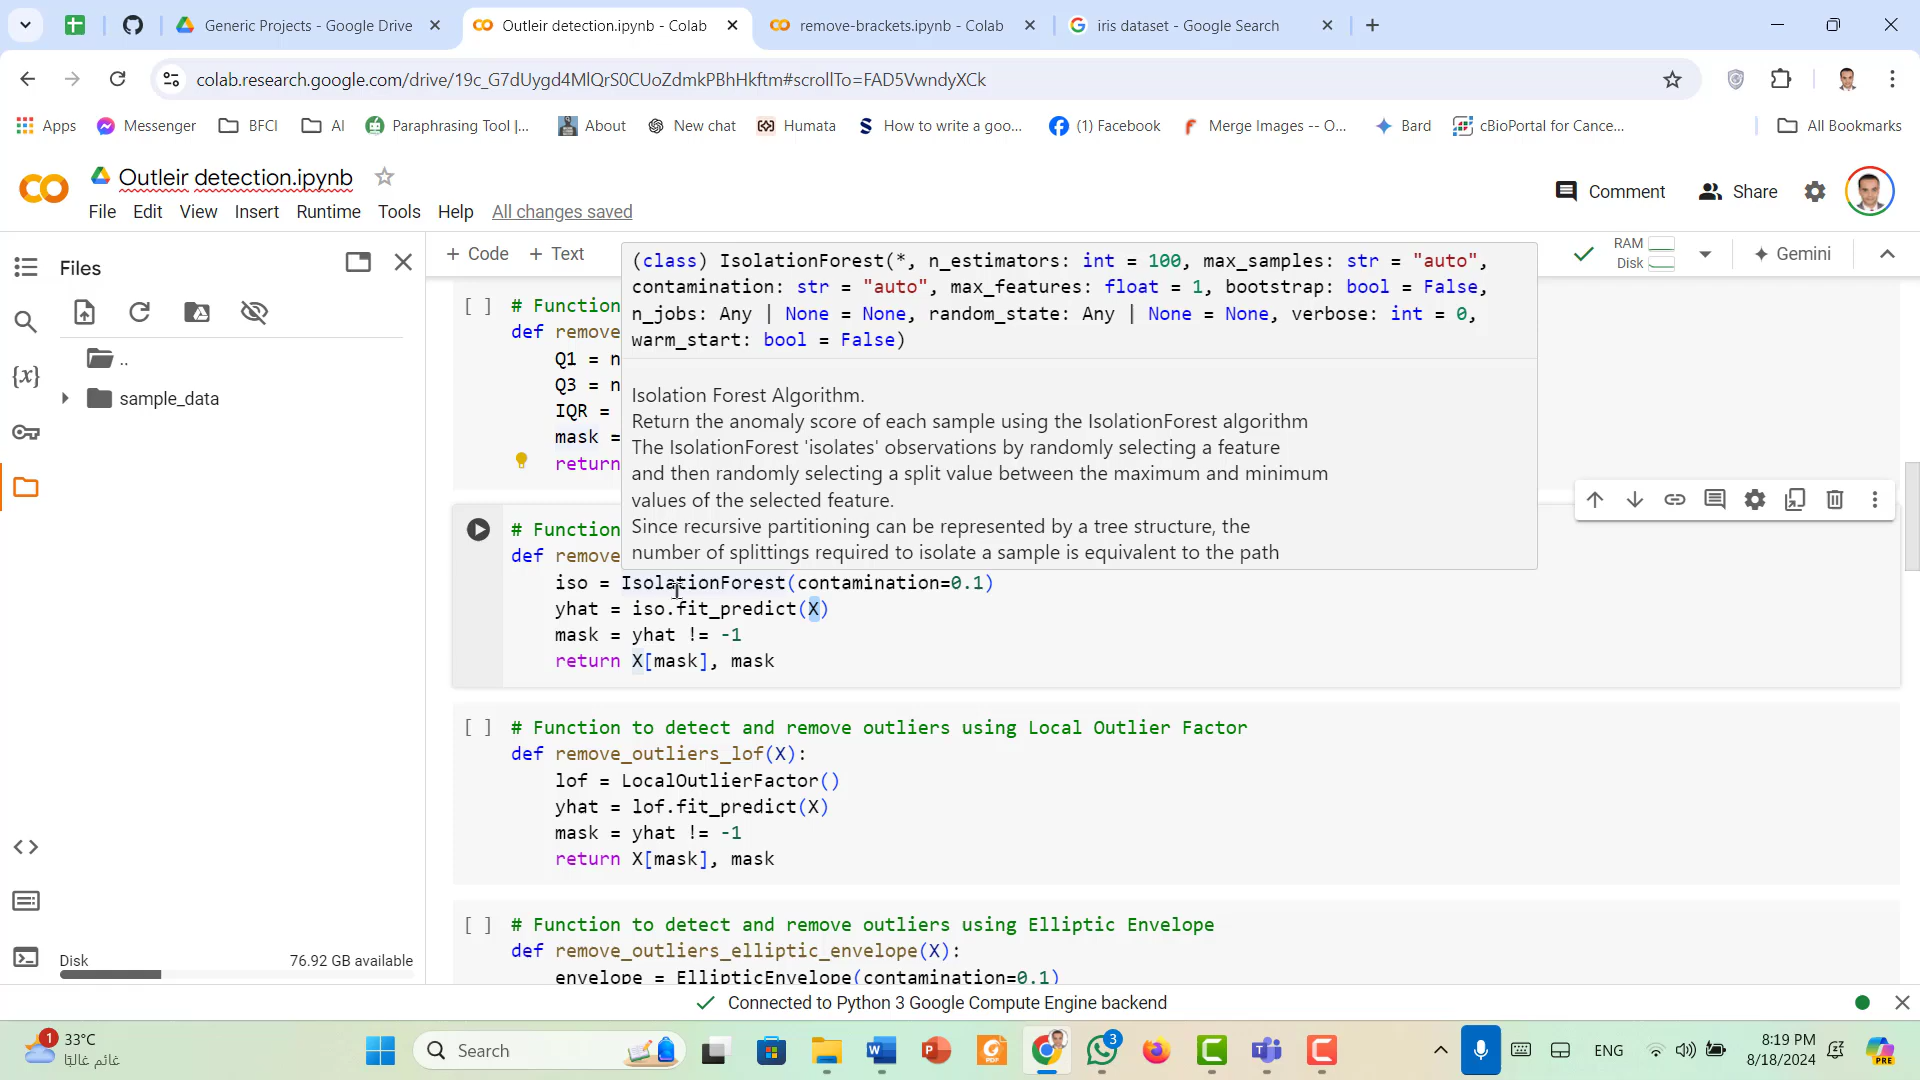 Generic Projects - Google Drive
Outleir detection.ipynb - Colab
remove-brackets.ipynb - Colab
iris dataset - Google Search
colab.research.google.com/drive/19c_G7dUygd4MlQrS0CUoZdmkPBhHkftm#scrollTo=FAD5VwndyXCk
Apps
Messenger
BFCI
AI
Paraphrasing Tool |...
About
New chat
Humata
How to write a goo...
(1) Facebook
Merge Images -- O...
Bard
cBioPortal for Cance...
All Bookmarks
Outleir detection.ipynb
Comment
Share
File Edit View Insert Runtime Tools Help All changes saved
Files
+ Code + Text
RAM
Disk
Gemini
..
sample_data
Disk 76.92 GB available
(class) IsolationForest(*, n_estimators: int = 100, max_samples: str = "auto",
contamination: str = "auto", max_features: float = 1, bootstrap: bool = False,
n_jobs: Any | None = None, random_state: Any | None = None, verbose: int = 0,
warm_start: bool = False)
Isolation Forest Algorithm.
Return the anomaly score of each sample using the IsolationForest algorithm
The IsolationForest 'isolates' observations by randomly selecting a feature
and then randomly selecting a split value between the maximum and minimum
values of the selected feature.
Since recursive partitioning can be represented by a tree structure, the
number of splittings required to isolate a sample is equivalent to the path
[ ] # Function
def remove
Q1 = n
Q3 = n
IQR =
mask =
return
# Function
def remove
iso = IsolationForest(contamination=0.1)
yhat = iso.fit_predict(X)
mask = yhat != -1
return X[mask], mask
[ ] # Function to detect and remove outliers using Local Outlier Factor
def remove_outliers_lof(X):
lof = LocalOutlierFactor()
yhat = lof.fit_predict(X)
mask = yhat != -1
return X[mask], mask
[ ] # Function to detect and remove outliers using Elliptic Envelope
def remove_outliers_elliptic_envelope(X):
envelope = EllipticEnvelope(contamination=0.1)
Connected to Python 3 Google Compute Engine backend
1
33°C
غائم غالبًا
Search
3
ENG
8:19 PM
8/18/2024
PRE